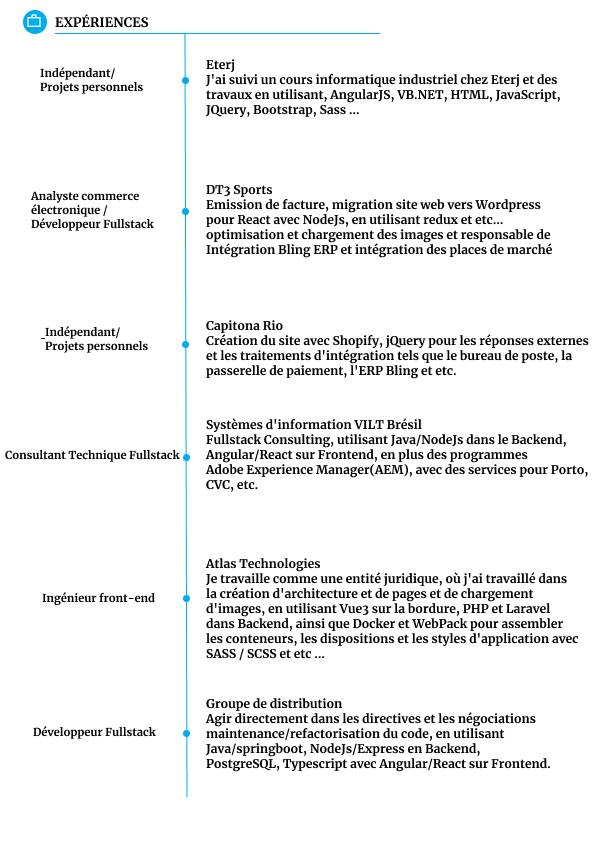 EXPÉRIENCES
Indépendant/
Projets personnels
Eterj
J'ai suivi un cours informatique industriel chez Eterj et des
travaux en utilisant, AngularJS, VB.NET, HTML, JavaScript,
JQuery, Bootstrap, Sass ...
Analyste commerce
électronique /
Développeur Fullstack
DT3 Sports
Emission de facture, migration site web vers Wordpress
pour React avec NodeJs, en utilisant redux et etc...
optimisation et chargement des images et responsable de
Intégration Bling ERP et intégration des places de marché
_Indépendant/
Projets personnels
Capitona Rio
Création du site avec Shopify, jQuery pour les réponses externes
et les traitements d'intégration tels que le bureau de poste, la
passerelle de paiement, l'ERP Bling et etc.
Consultant Technique Fullstack
Systèmes d'information VILT Brésil
Fullstack Consulting, utilisant Java/NodeJs dans le Backend,
Angular/React sur Frontend, en plus des programmes
Adobe Experience Manager(AEM), avec des services pour Porto,
CVC, etc.
Ingénieur front-end
Atlas Technologies
Je travaille comme une entité juridique, où j'ai travaillé dans
la création d'architecture et de pages et de chargement
d'images, en utilisant Vue3 sur la bordure, PHP et Laravel
dans Backend, ainsi que Docker et WebPack pour assembler
les conteneurs, les dispositions et les styles d'application avec
SASS / SCSS et etc ...
Développeur Fullstack
Groupe de distribution
Agir directement dans les directives et les négociations
maintenance/refactorisation du code, en utilisant
Java/springboot, NodeJs/Express en Backend,
PostgreSQL, Typescript avec Angular/React sur Frontend.